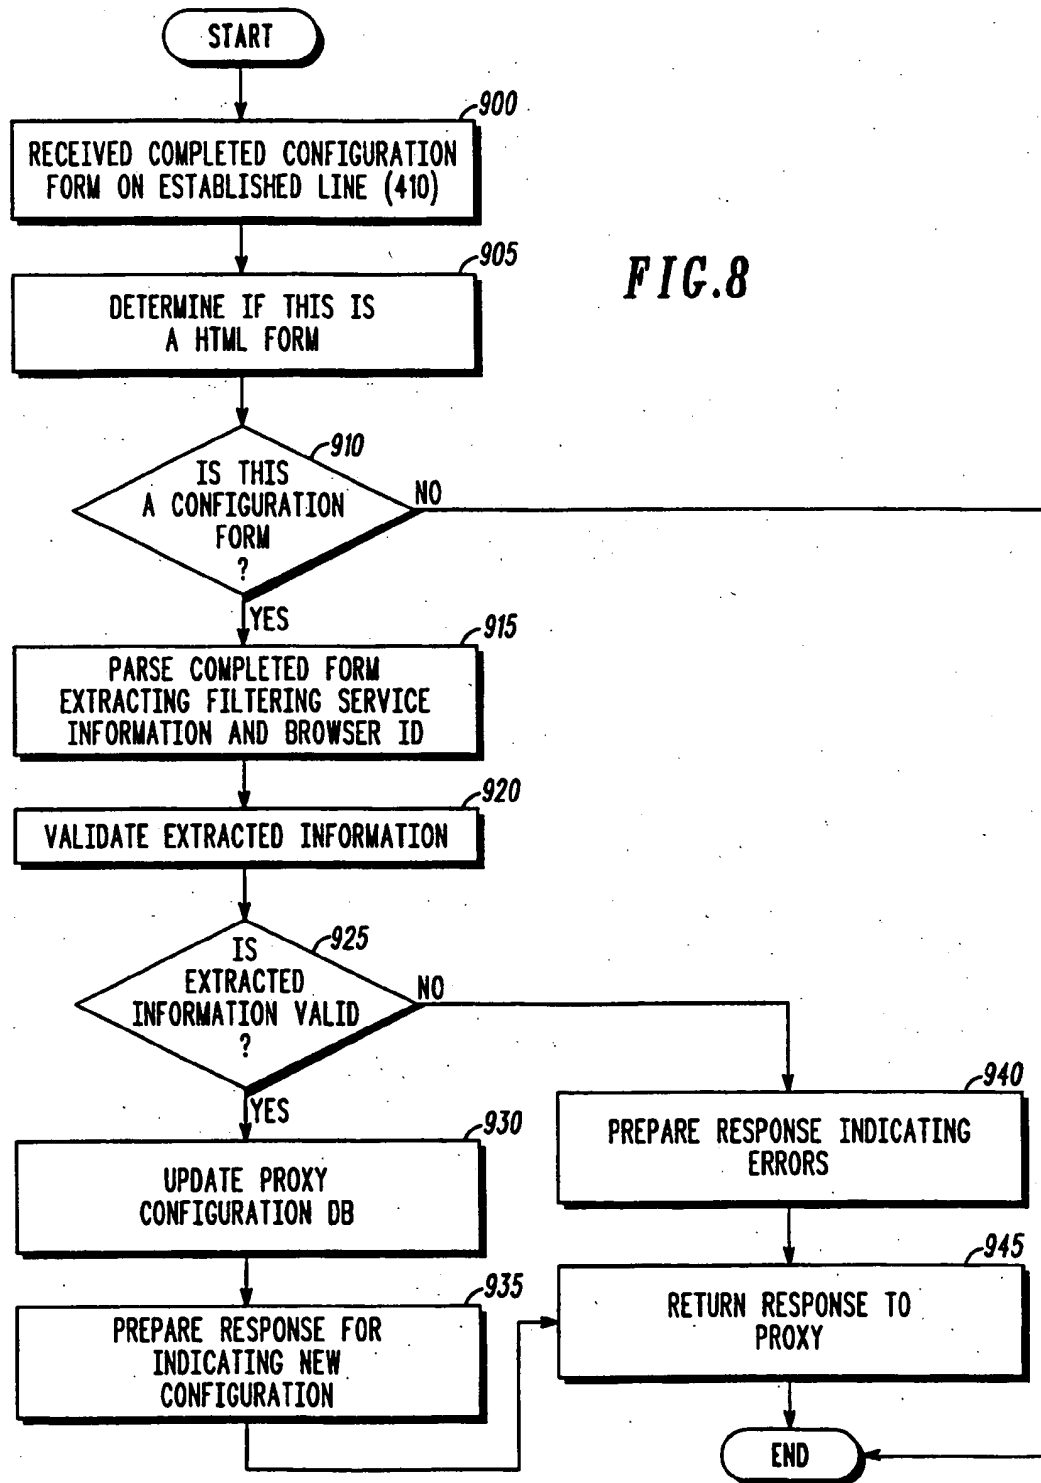 START
900
RECEIVED COMPLETED CONFIGURATION
FORM ON ESTABLISHED LINE (410)
905
DETERMINE IF THIS IS
A HTML FORM
FIG.8
910
IS THIS
A CONFIGURATION
FORM
?
NO
YES
915
PARSE COMPLETED FORM
EXTRACTING FILTERING SERVICE
INFORMATION AND BROWSER ID
920
VALIDATE EXTRACTED INFORMATION
925
IS
EXTRACTED
INFORMATION VALID
?
NO
YES
930
UPDATE PROXY
CONFIGURATION DB
935
PREPARE RESPONSE FOR
INDICATING NEW
CONFIGURATION
940
PREPARE RESPONSE INDICATING
ERRORS
945
RETURN RESPONSE TO
PROXY
END